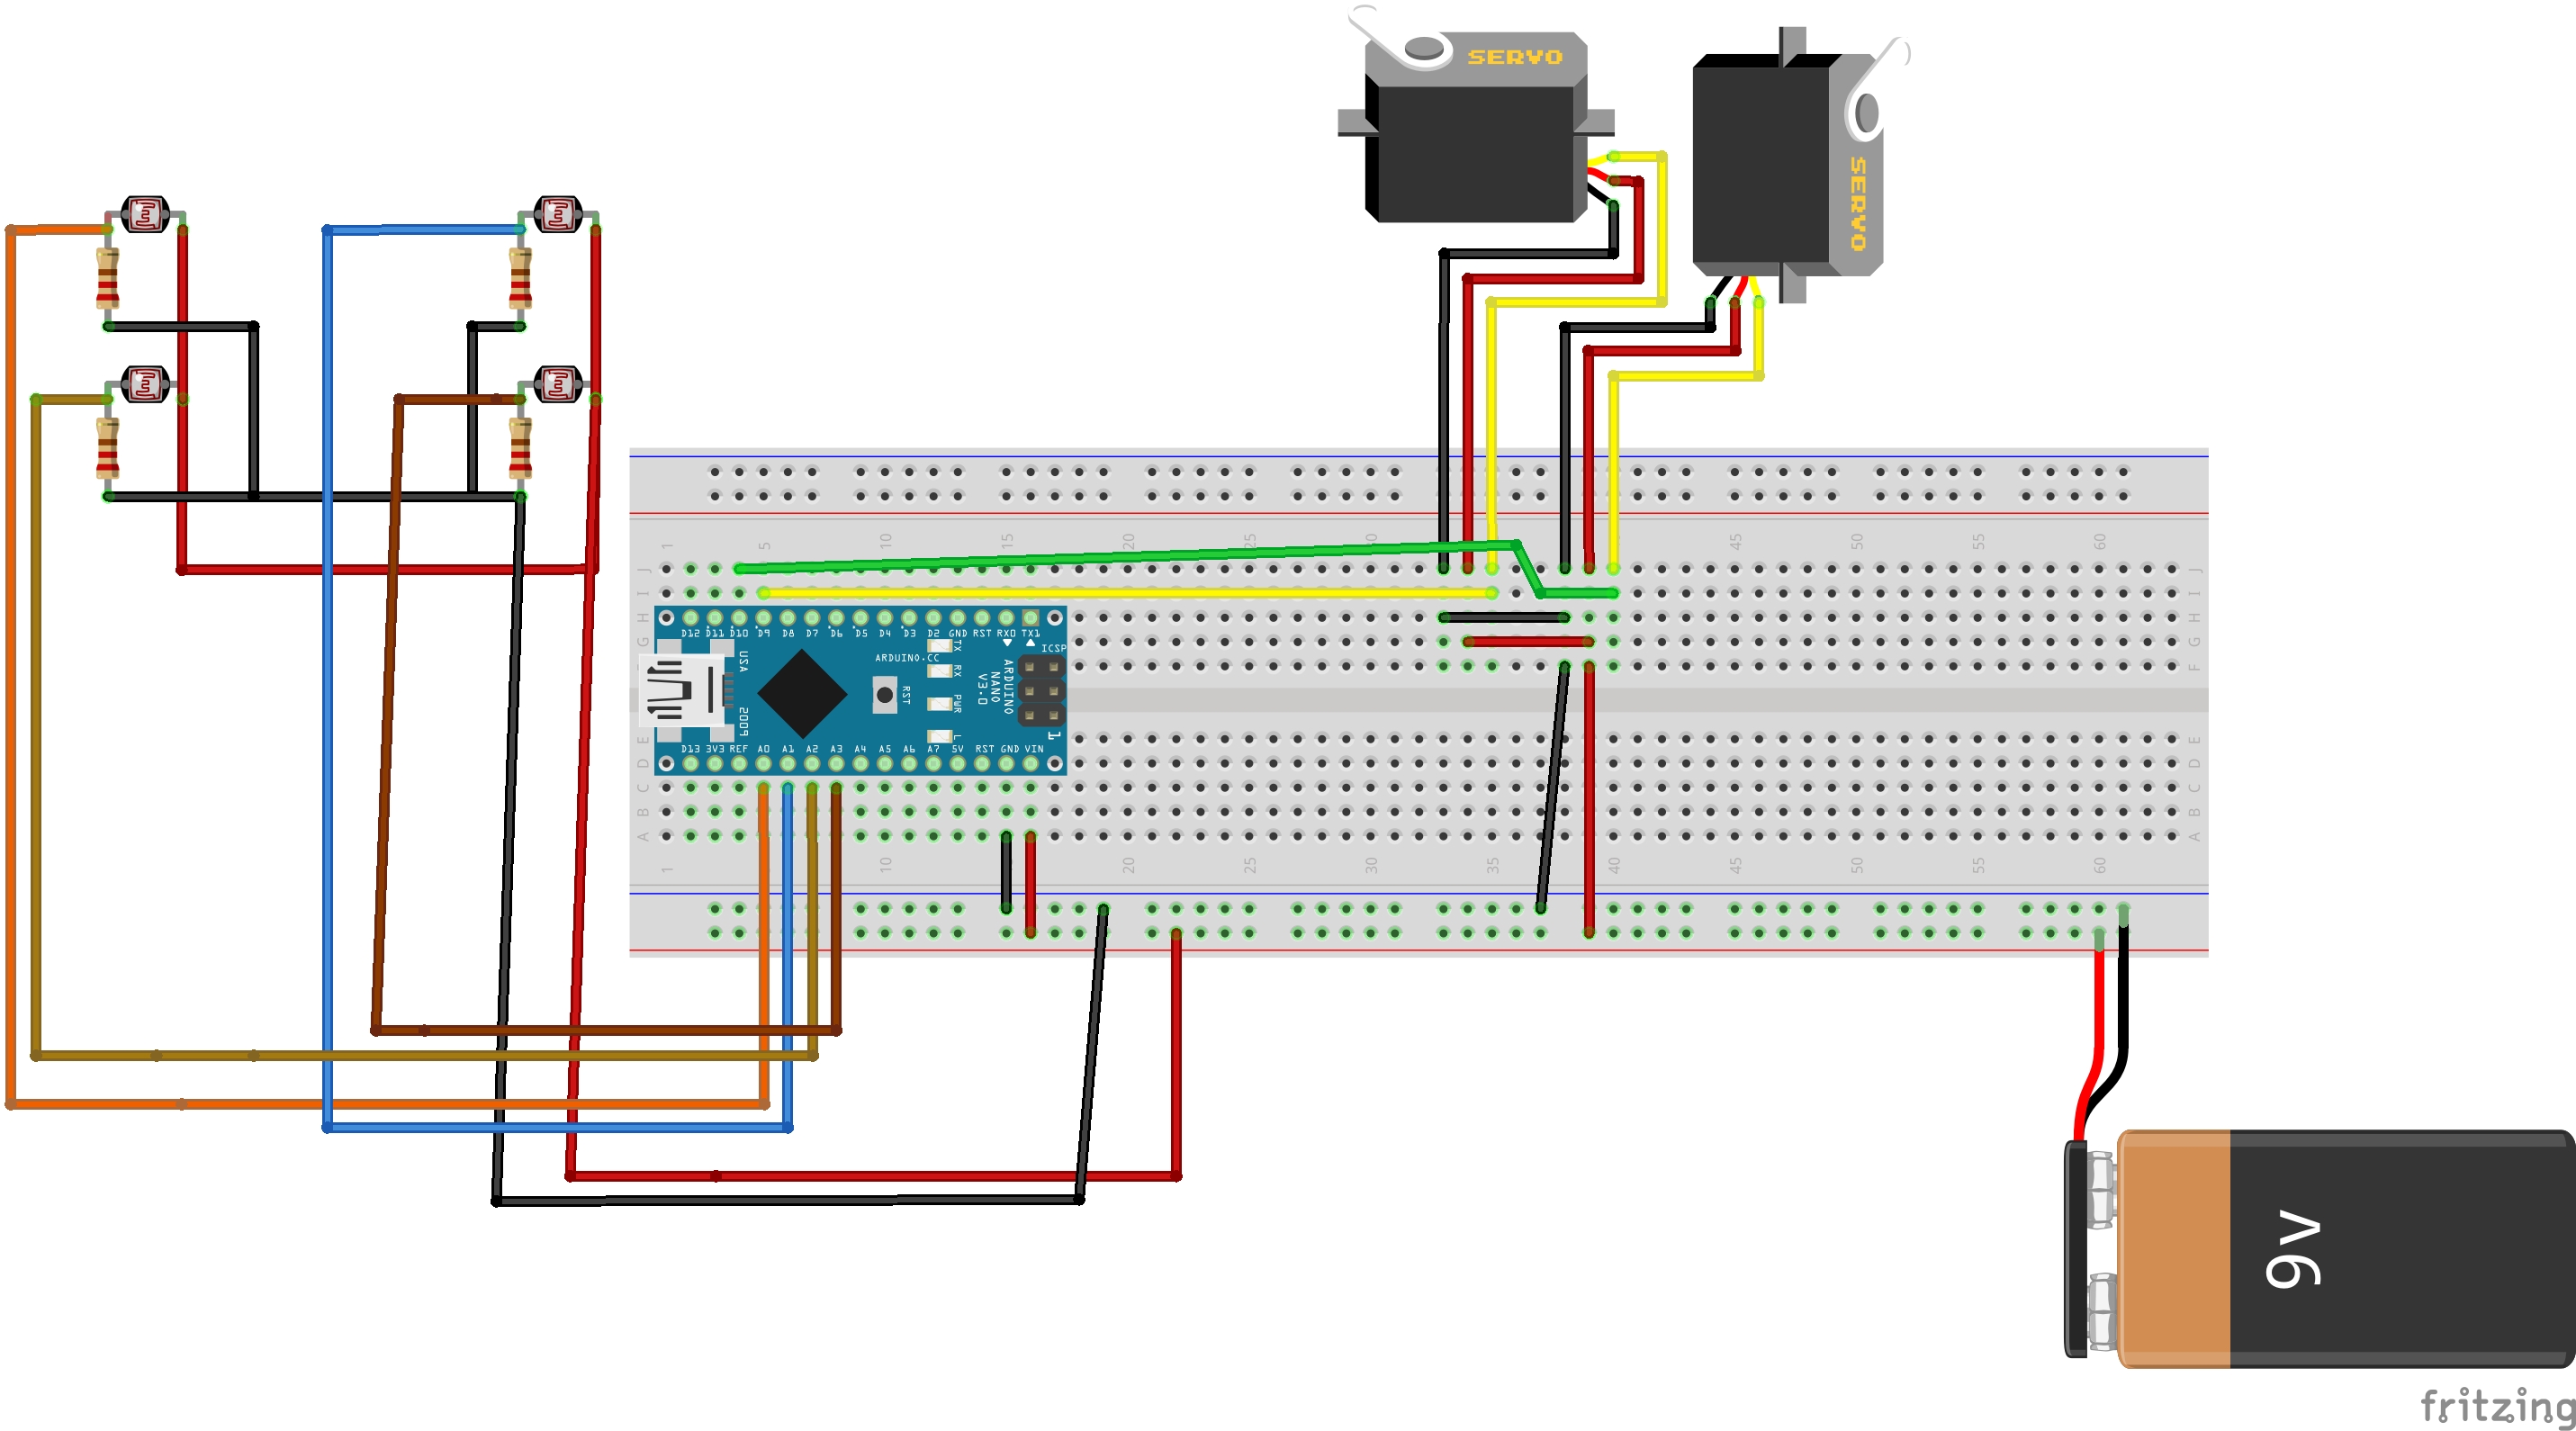 SERVO
SERVO
1 5 10 15 20 25 30 35 40 45 50 55 60
J J
I I
H H
G G
F F
D12 D11 D10 D9 D8 D7 D6 D5 D4 D3 D2 GND RST RX0 TX1
ICSP
ARDUINO.CC
USA
2009
RST
TX
RX
PWR
L
ARDUINO
NANO
V3.0
1
D13 3V3 REF A0 A1 A2 A3 A4 A5 A6 A7 5V RST GND VIN
E E
D D
C C
B B
A A
1 10 20 25 30 35 40 45 50 55 60
9V
fritzing